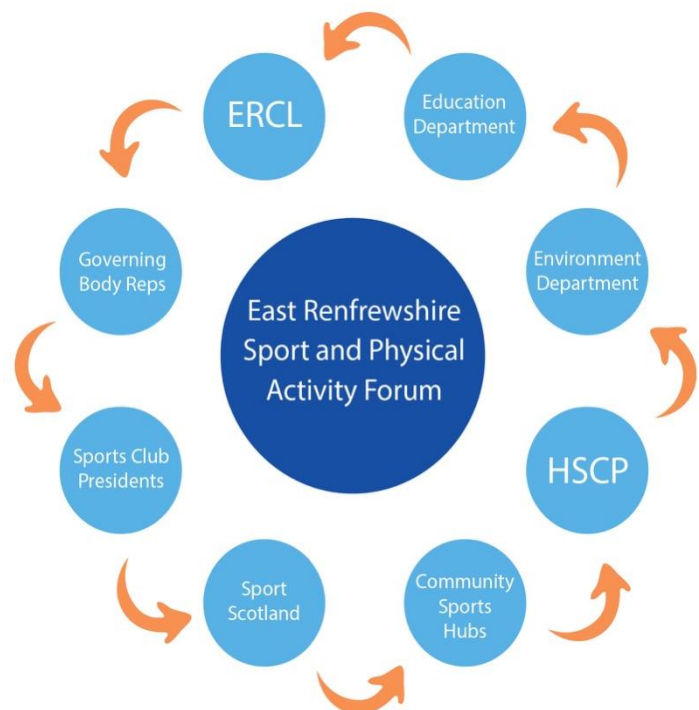 ERCL
Education
Department
Governing
Body Reps
Environment
Department
East Renfrewshire
Sport and Physical
Activity Forum
Sports Club
Presidents
HSCP
Sport
Scotland
Community
Sports
Hubs